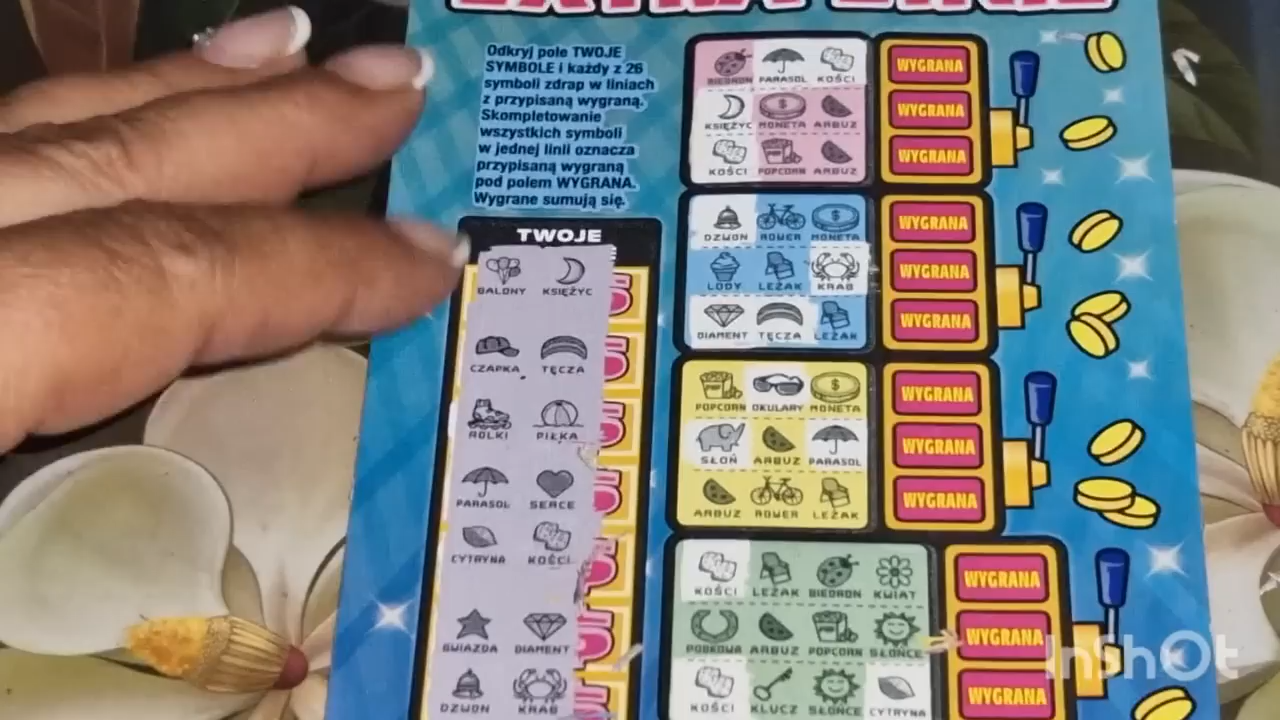 EXTRA LINIE
Odkryj pole TWOJE
SYMBOLE i każdy z 26
symboli zdrap w liniach
z przypisaną wygraną.
Skompletowanie
wszystkich symboli
w jednej linii oznacza
przypisaną wygraną
pod polem WYGRANA.
Wygrane sumują się.
TWOJE
BALONY KSIĘŻYC
CZAPKA TĘCZA
ROLKI PIŁKA
PARASOL SERCE
CYTRYNA KOŚCI
GWIAZDA DIAMENT
DZWON KRAB
BIEDRON PARASOL KOŚCI WYGRANA
KSIĘŻYC MONETA ARBUZ WYGRANA
KOŚCI POPCORN ARBUZ WYGRANA
DZWON ROWER MONETA WYGRANA
LODY LEŻAK KRAB WYGRANA
DIAMENT TĘCZA LEŻAK WYGRANA
POPCORN OKULARY MONETA WYGRANA
SŁOŃ ARBUZ PARASOL WYGRANA
ARBUZ ROWER LEŻAK WYGRANA
KOŚCI LEŻAK BIEDRON KWIAT WYGRANA
PODKOWA ARBUZ POPCORN SŁOŃCE WYGRANA
KOŚCI KLUCZ SŁOŃCE CYTRYNA WYGRANA
InShOt